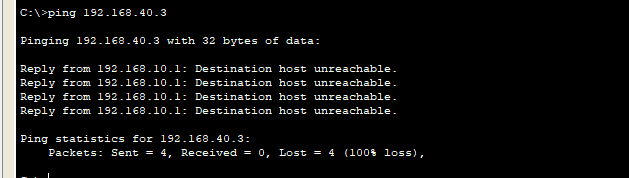 C:\>ping 192.168.40.3
Pinging 192.168.40.3 with 32 bytes of data:
Reply from 192.168.10.1: Destination host unreachable.
Reply from 192.168.10.1: Destination host unreachable.
Reply from 192.168.10.1: Destination host unreachable.
Reply from 192.168.10.1: Destination host unreachable.
Ping statistics for 192.168.40.3:
Packets: Sent = 4, Received = 0, Lost = 4 (100% loss),